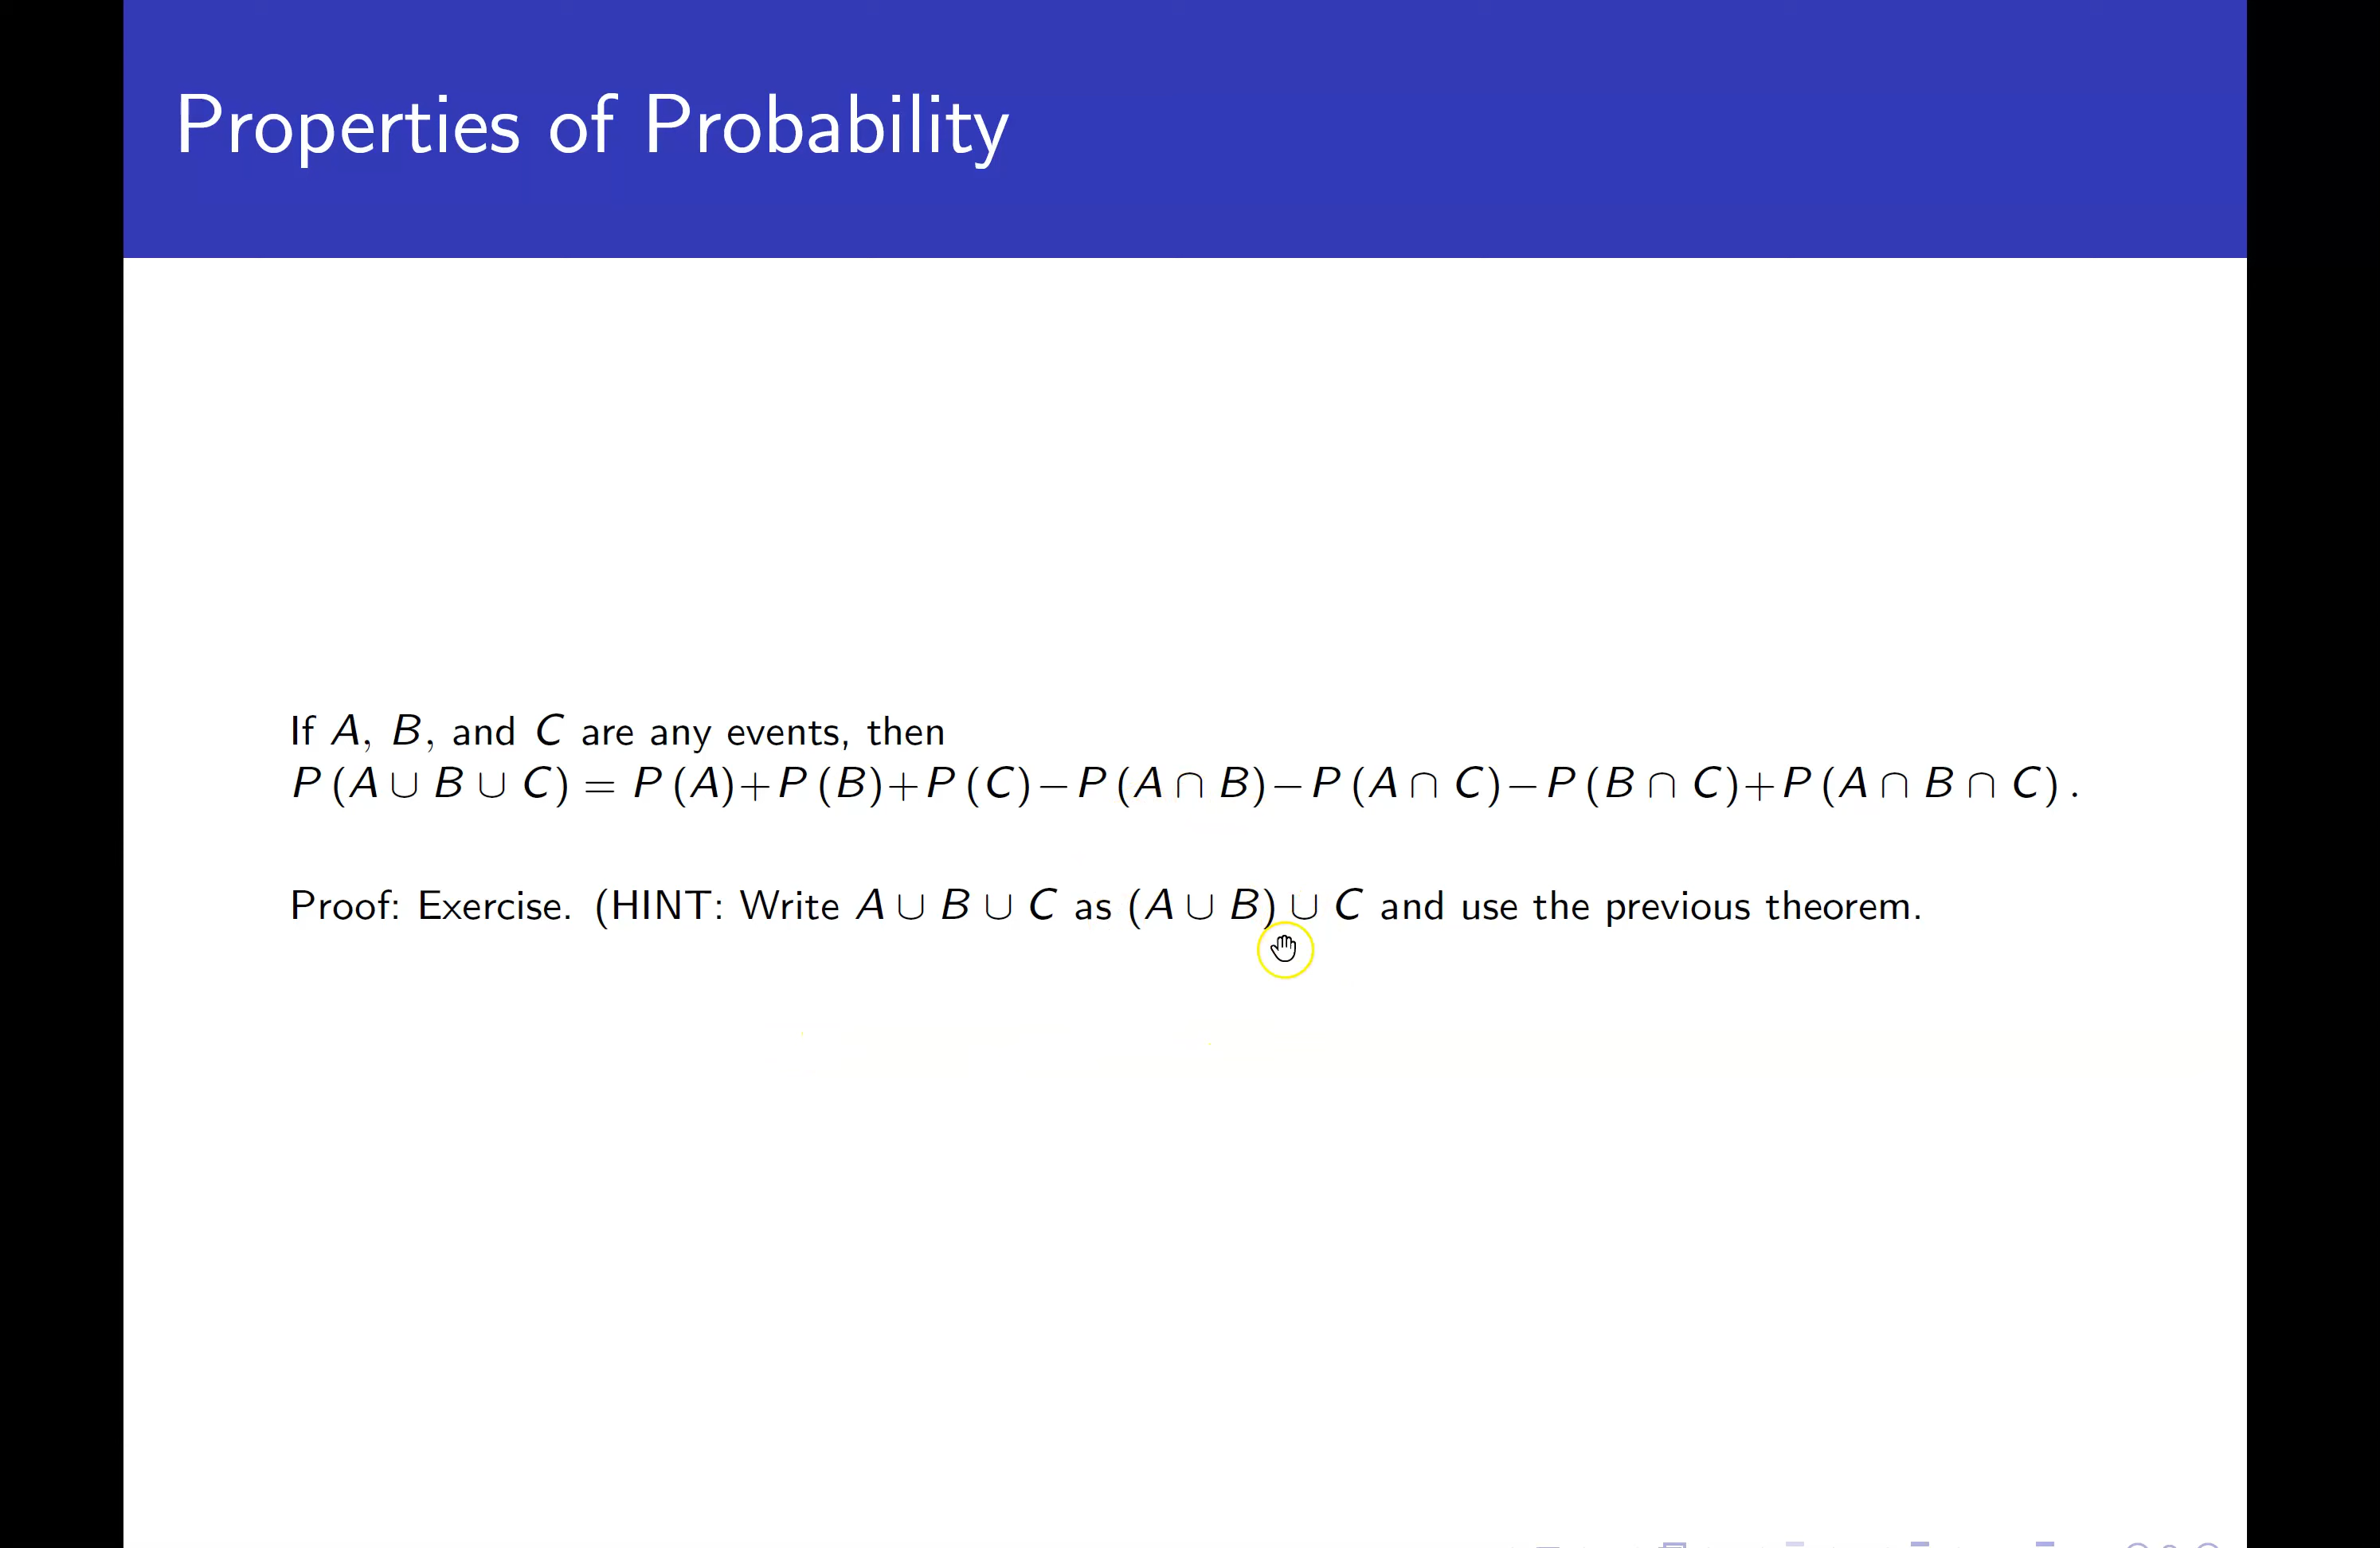 Properties of Probability
If A, B, and C are any events, then
P (A ∪ B ∪ C) = P (A)+P (B)+P (C)−P (A ∩ B)−P (A ∩ C)−P (B ∩ C)+P (A ∩ B ∩ C) .
Proof: Exercise. (HINT: Write A ∪ B ∪ C as (A ∪ B) ∪ C and use the previous theorem.